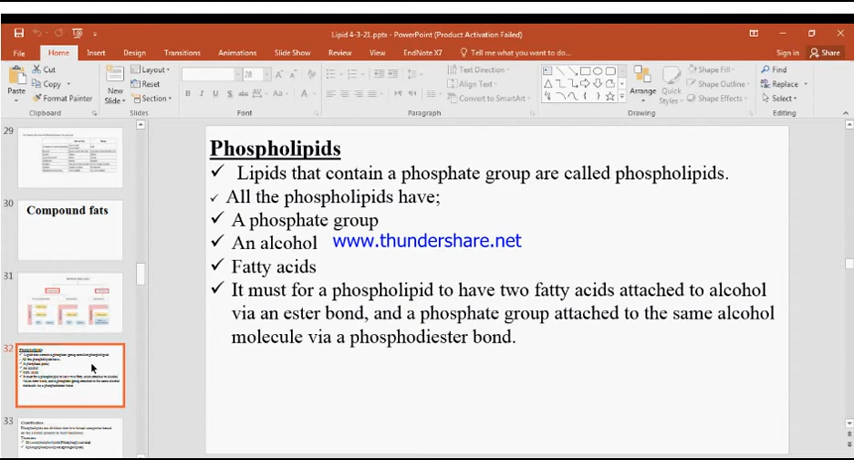 Lipid 4-3-21.pptx - PowerPoint (Product Activation Failed)
File Home Insert Design Transitions Animations Slide Show Review View EndNote X7 Tell me what you want to do... Sign in Share
Paste
Cut
Copy
Format Painter
Clipboard
New Slide
Layout
Reset
Section
Slides
28
Font
Paragraph
Text Direction
Align Text
Convert to SmartArt
Arrange
Quick Styles
Shape Fill
Shape Outline
Shape Effects
Drawing
Find
Replace
Select
Editing
29
30
Compound fats
31
32
Phospholipids
33
Phospholipids
✓ Lipids that contain a phosphate group are called phospholipids.
✓ All the phospholipids have;
✓ A phosphate group
✓ An alcohol
www.thundershare.net
✓ Fatty acids
✓ It must for a phospholipid to have two fatty acids attached to alcohol
via an ester bond, and a phosphate group attached to the same alcohol
molecule via a phosphodiester bond.